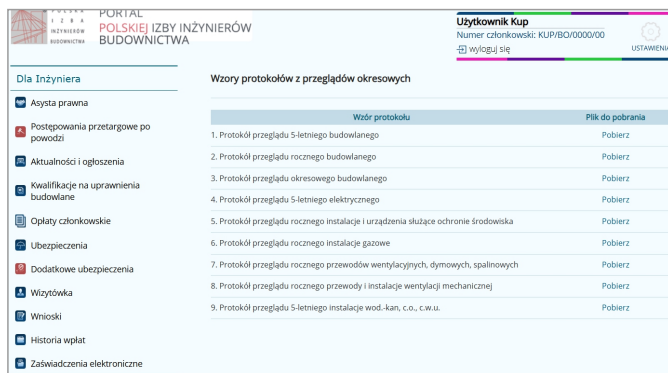 POLSKA
IZBA
INŻYNIERÓW
BUDOWNICTWA
PORTAL
POLSKIEJ IZBY INŻYNIERÓW
BUDOWNICTWA
Użytkownik Kup
Numer członkowski: KUP/BO/0000/00
wyloguj się
USTAWIENIA
Dla Inżyniera
Asysta prawna
Postępowania przetargowe po
powodzi
Aktualności i ogłoszenia
Kwalifikacje na uprawnienia
budowlane
Opłaty członkowskie
Ubezpieczenia
Dodatkowe ubezpieczenia
Wizytówka
Wnioski
Historia wpłat
Zaświadczenia elektroniczne
Wzory protokołów z przeglądów okresowych
Wzór protokołu Plik do pobrania
1. Protokół przeglądu 5-letniego budowlanego Pobierz
2. Protokół przeglądu rocznego budowlanego Pobierz
3. Protokół przeglądu okresowego budowlanego Pobierz
4. Protokół przeglądu 5-letniego elektrycznego Pobierz
5. Protokół przeglądu rocznego instalacje i urządzenia służące ochronie środowiska Pobierz
6. Protokół przeglądu rocznego instalacje gazowe Pobierz
7. Protokół przeglądu rocznego przewodów wentylacyjnych, dymowych, spalinowych Pobierz
8. Protokół przeglądu rocznego przewody i instalacje wentylacji mechanicznej Pobierz
9. Protokół przeglądu 5-letniego instalacje wod.-kan, c.o., c.w.u. Pobierz